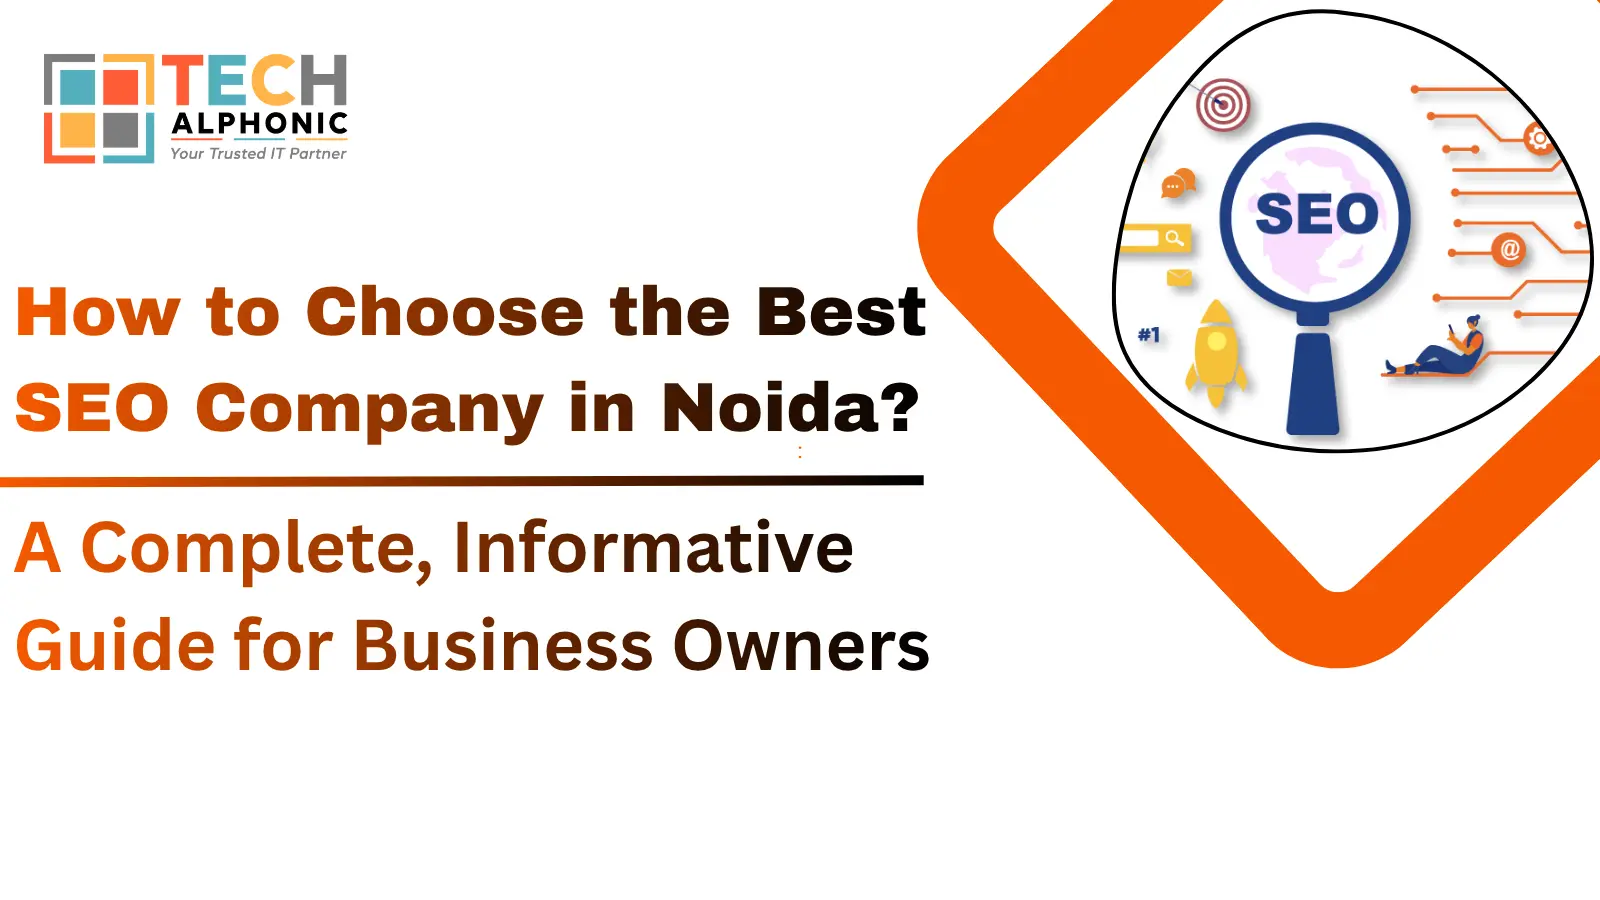 TECH
ALPHONIC
Your Trusted IT Partner
How to Choose the Best
SEO Company in Noida?
:
A Complete, Informative
Guide for Business Owners
SEO
@
#1